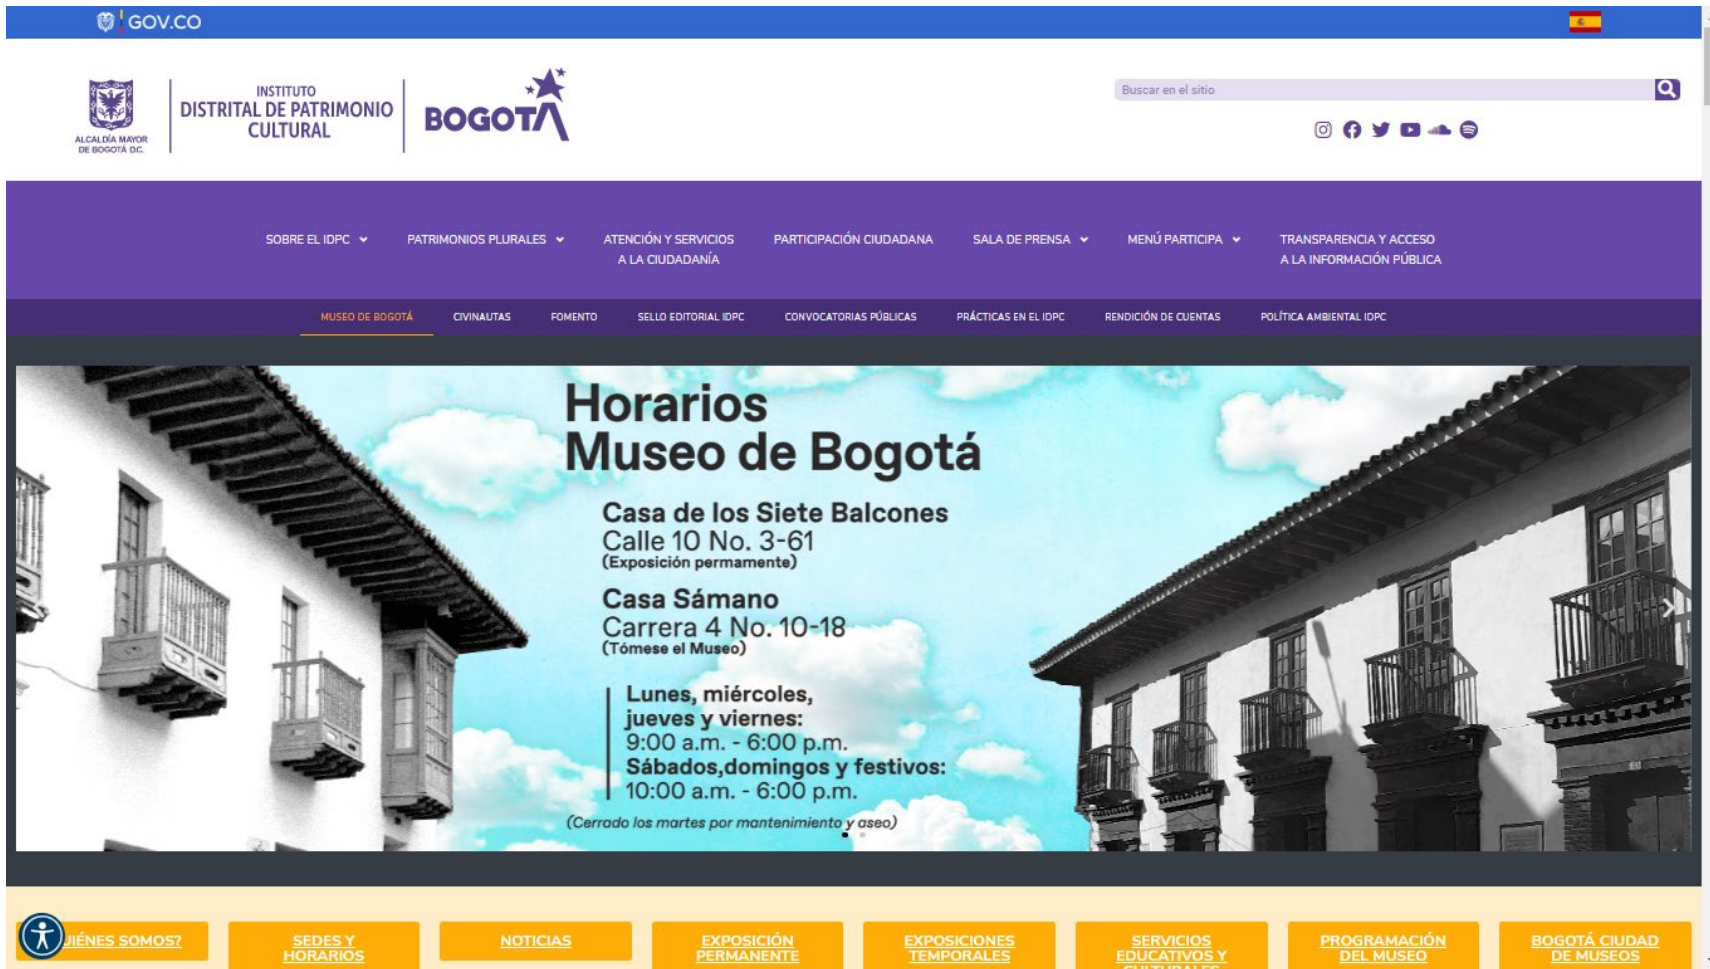 GOV.CO
ALCALDÍA MAYOR
DE BOGOTÁ D.C.
INSTITUTO
DISTRITAL DE PATRIMONIO
CULTURAL
BOGOTÁ
Buscar en el sitio
SOBRE EL IDPC
PATRIMONIOS PLURALES
ATENCIÓN Y SERVICIOS
A LA CIUDADANÍA
PARTICIPACIÓN CIUDADANA
SALA DE PRENSA
MENÚ PARTICIPA
TRANSPARENCIA Y ACCESO
A LA INFORMACIÓN PÚBLICA
MUSEO DE BOGOTÁ
CIVINAUTAS
FOMENTO
SELLO EDITORIAL IDPC
CONVOCATORIAS PÚBLICAS
PRÁCTICAS EN EL IDPC
RENDICIÓN DE CUENTAS
POLÍTICA AMBIENTAL IDPC
Horarios
Museo de Bogotá
Casa de los Siete Balcones
Calle 10 No. 3-61
(Exposición permamente)
Casa Sámano
Carrera 4 No. 10-18
(Tómese el Museo)
Lunes, miércoles,
jueves y viernes:
9:00 a.m. - 6:00 p.m.
Sábados,domingos y festivos:
10:00 a.m. - 6:00 p.m.
(Cerrado los martes por mantenimiento y aseo)
UIÉNES SOMOS?
SEDES Y
HORARIOS
NOTICIAS
EXPOSICIÓN
PERMANENTE
EXPOSICIONES
TEMPORALES
SERVICIOS
EDUCATIVOS Y
CULTURALES
PROGRAMACIÓN
DEL MUSEO
BOGOTÁ CIUDAD
DE MUSEOS